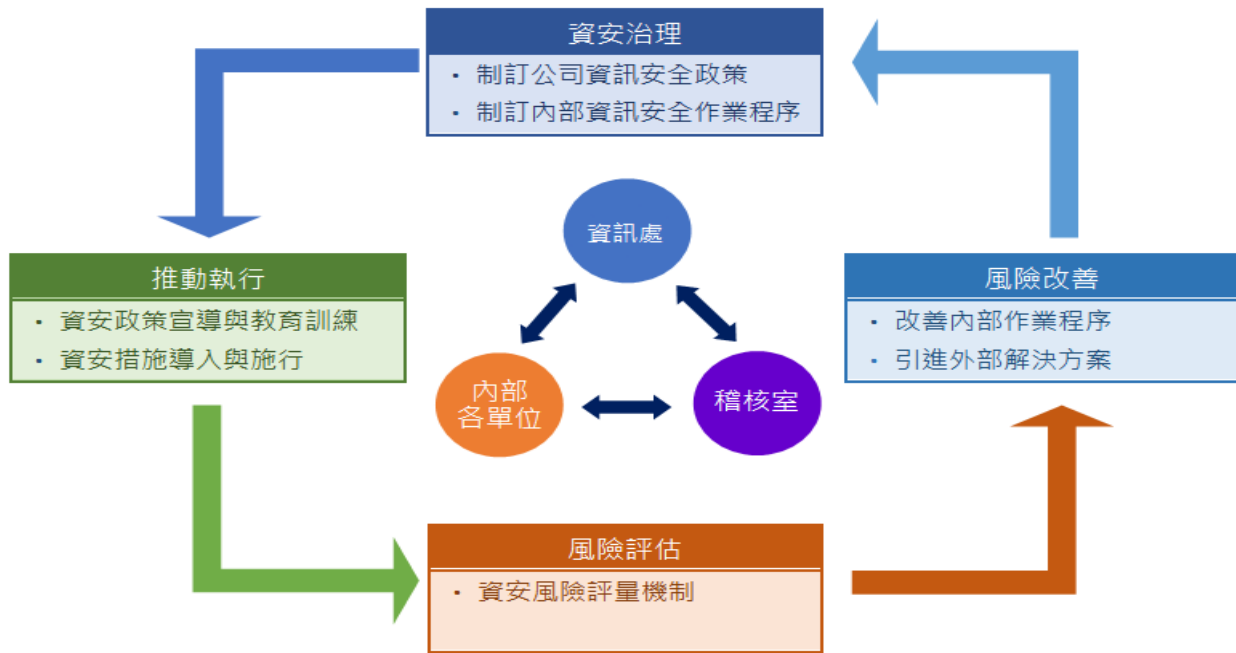 資安治理
• 制訂公司資訊安全政策
• 制訂內部資訊安全作業程序
資訊處
推動執行
• 資安政策宣導與教育訓練
• 資安措施導入與施行
風險改善
• 改善內部作業程序
• 引進外部解決方案
內部
各單位
稽核室
風險評估
• 資安風險評量機制